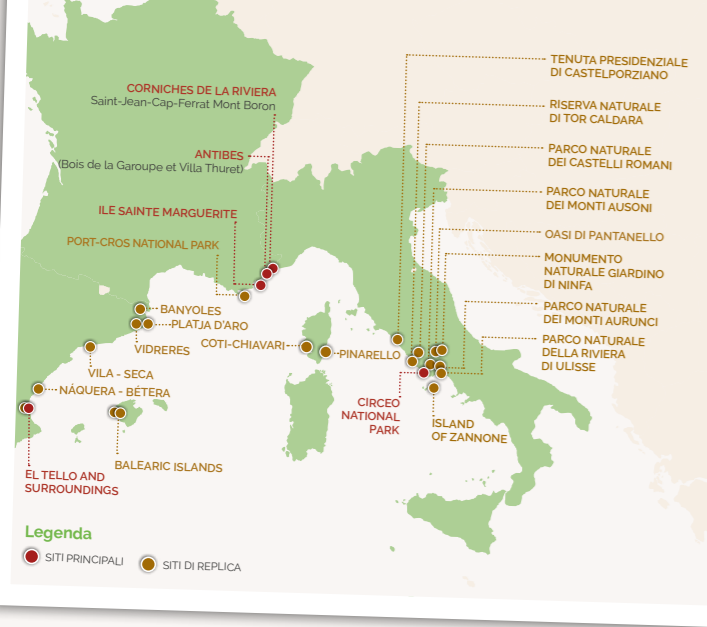 CORNICHES DE LA RIVIERA
Saint-Jean-Cap-Ferrat Mont Boron
ANTIBES
(Bois de la Garoupe et Villa Thuret)
ILE SAINTE MARGUERITE
PORT-CROS NATIONAL PARK
BANYOLES
PLATJA D'ARO
VIDRERES
VILA - SECA
NÁQUERA - BÉTERA
BALEARIC ISLANDS
EL TELLO AND
SURROUNDINGS
COTI-CHIAVARI
PINARELLO
CIRCEO
NATIONAL
PARK
ISLAND
OF ZANNONE
TENUTA PRESIDENZIALE
DI CASTELPORZIANO
RISERVA NATURALE
DI TOR CALDARA
PARCO NATURALE
DEI CASTELLI ROMANI
PARCO NATURALE
DEI MONTI AUSONI
OASI DI PANTANELLO
MONUMENTO
NATURALE GIARDINO
DI NINFA
PARCO NATURALE
DEI MONTI AURUNCI
PARCO NATURALE
DELLA RIVIERA
DI ULISSE
Legenda
SITI PRINCIPALI
SITI DI REPLICA